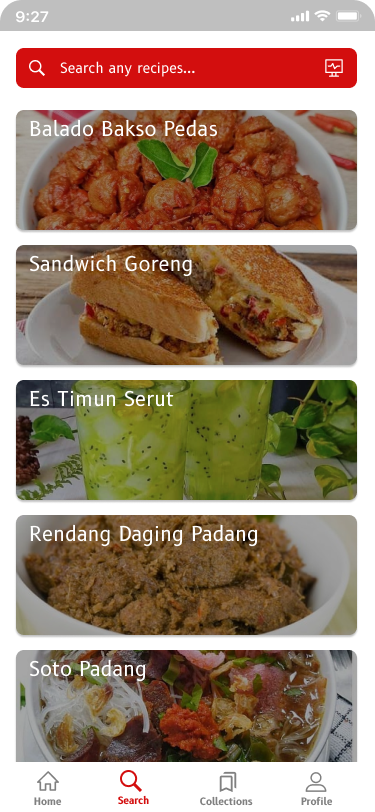 9:27
Search any recipes...
Balado Bakso Pedas
Sandwich Goreng
Es Timun Serut
Rendang Daging Padang
Soto Padang
Home Search Collections Profile